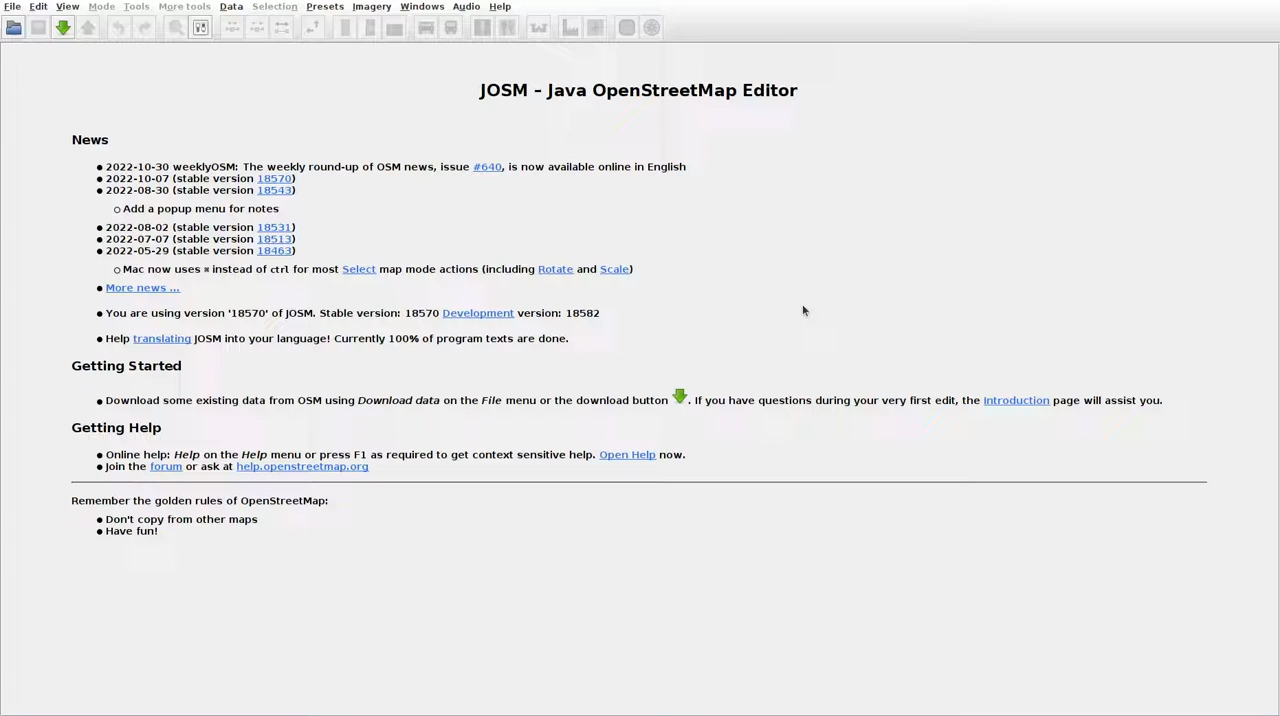 File Edit View Mode Tools More tools Data Selection Presets Imagery Windows Audio Help
JOSM – Java OpenStreetMap Editor
News
2022-10-30 weeklyOSM: The weekly round-up of OSM news, issue #640, is now available online in English
2022-10-07 (stable version 18570)
2022-08-30 (stable version 18543)
Add a popup menu for notes
2022-08-02 (stable version 18531)
2022-07-07 (stable version 18513)
2022-05-29 (stable version 18463)
Mac now uses ⌘ instead of ctrl for most Select map mode actions (including Rotate and Scale)
More news ...
You are using version '18570' of JOSM. Stable version: 18570 Development version: 18582
Help translating JOSM into your language! Currently 100% of program texts are done.
Getting Started
Download some existing data from OSM using Download data on the File menu or the download button . If you have questions during your very first edit, the Introduction page will assist you.
Getting Help
Online help: Help on the Help menu or press F1 as required to get context sensitive help. Open Help now.
Join the forum or ask at help.openstreetmap.org
Remember the golden rules of OpenStreetMap:
Don't copy from other maps
Have fun!